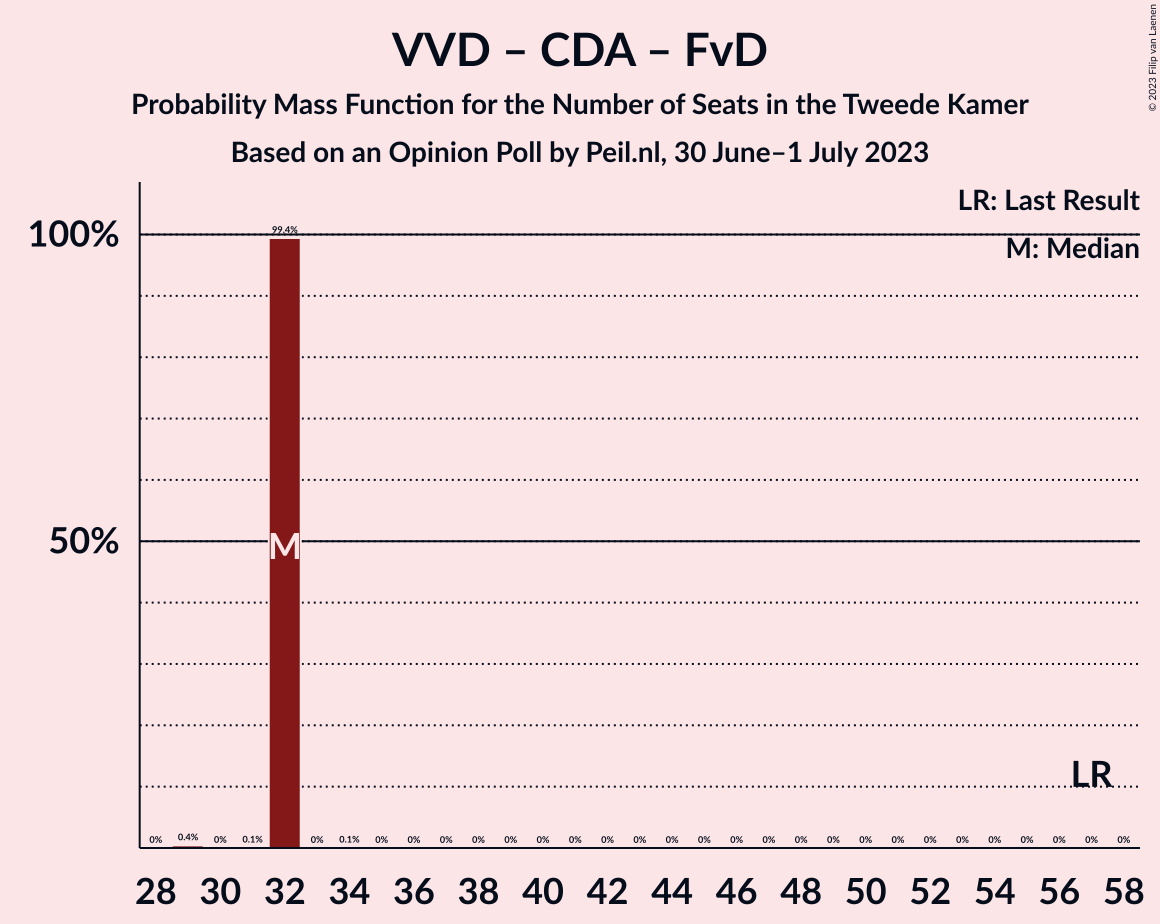 VVD – CDA – FvD
Probability Mass Function for the Number of Seats in the Tweede Kamer
Based on an Opinion Poll by Peil.nl, 30 June–1 July 2023
© 2023 Filip van Laenen
LR: Last Result
M: Median
100%
50%
99.4%
M
LR
0% 0.4% 0% 0.1% 0% 0.1% 0% 0% 0% 0% 0% 0% 0% 0% 0% 0% 0% 0% 0% 0% 0% 0% 0% 0% 0% 0% 0% 0% 0% 0%
28 30 32 34 36 38 40 42 44 46 48 50 52 54 56 58